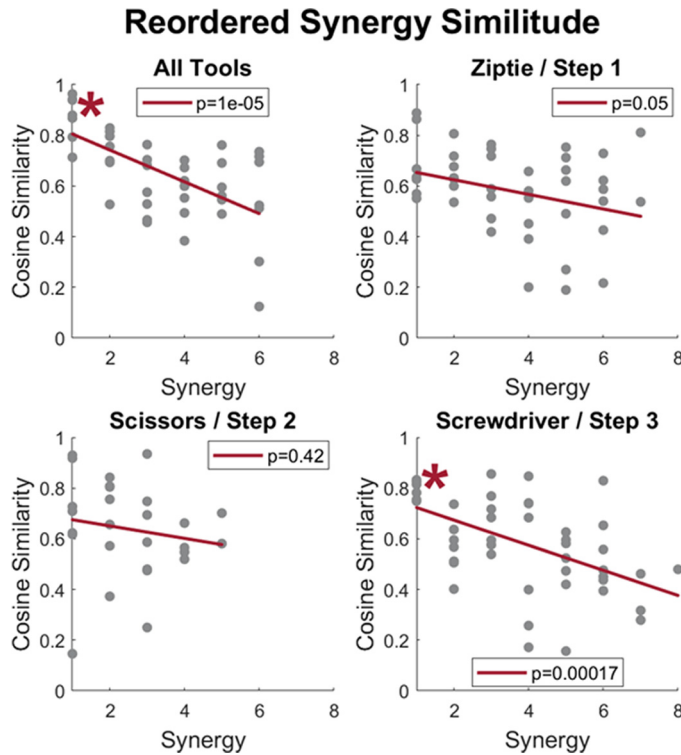 Reordered Synergy Similitude
All Tools
Ziptie / Step 1
1
0.8
0.6
0.4
0.2
0
Cosine Similarity
*
p=1e-05
2
4
6
8
Synergy
1
0.8
0.6
0.4
0.2
0
Cosine Similarity
p=0.05
2
4
6
8
Synergy
Scissors / Step 2
Screwdriver / Step 3
1
0.8
0.6
0.4
0.2
0
Cosine Similarity
p=0.42
2
4
6
8
Synergy
1
0.8
0.6
0.4
0.2
0
Cosine Similarity
*
p=0.00017
2
4
6
8
Synergy